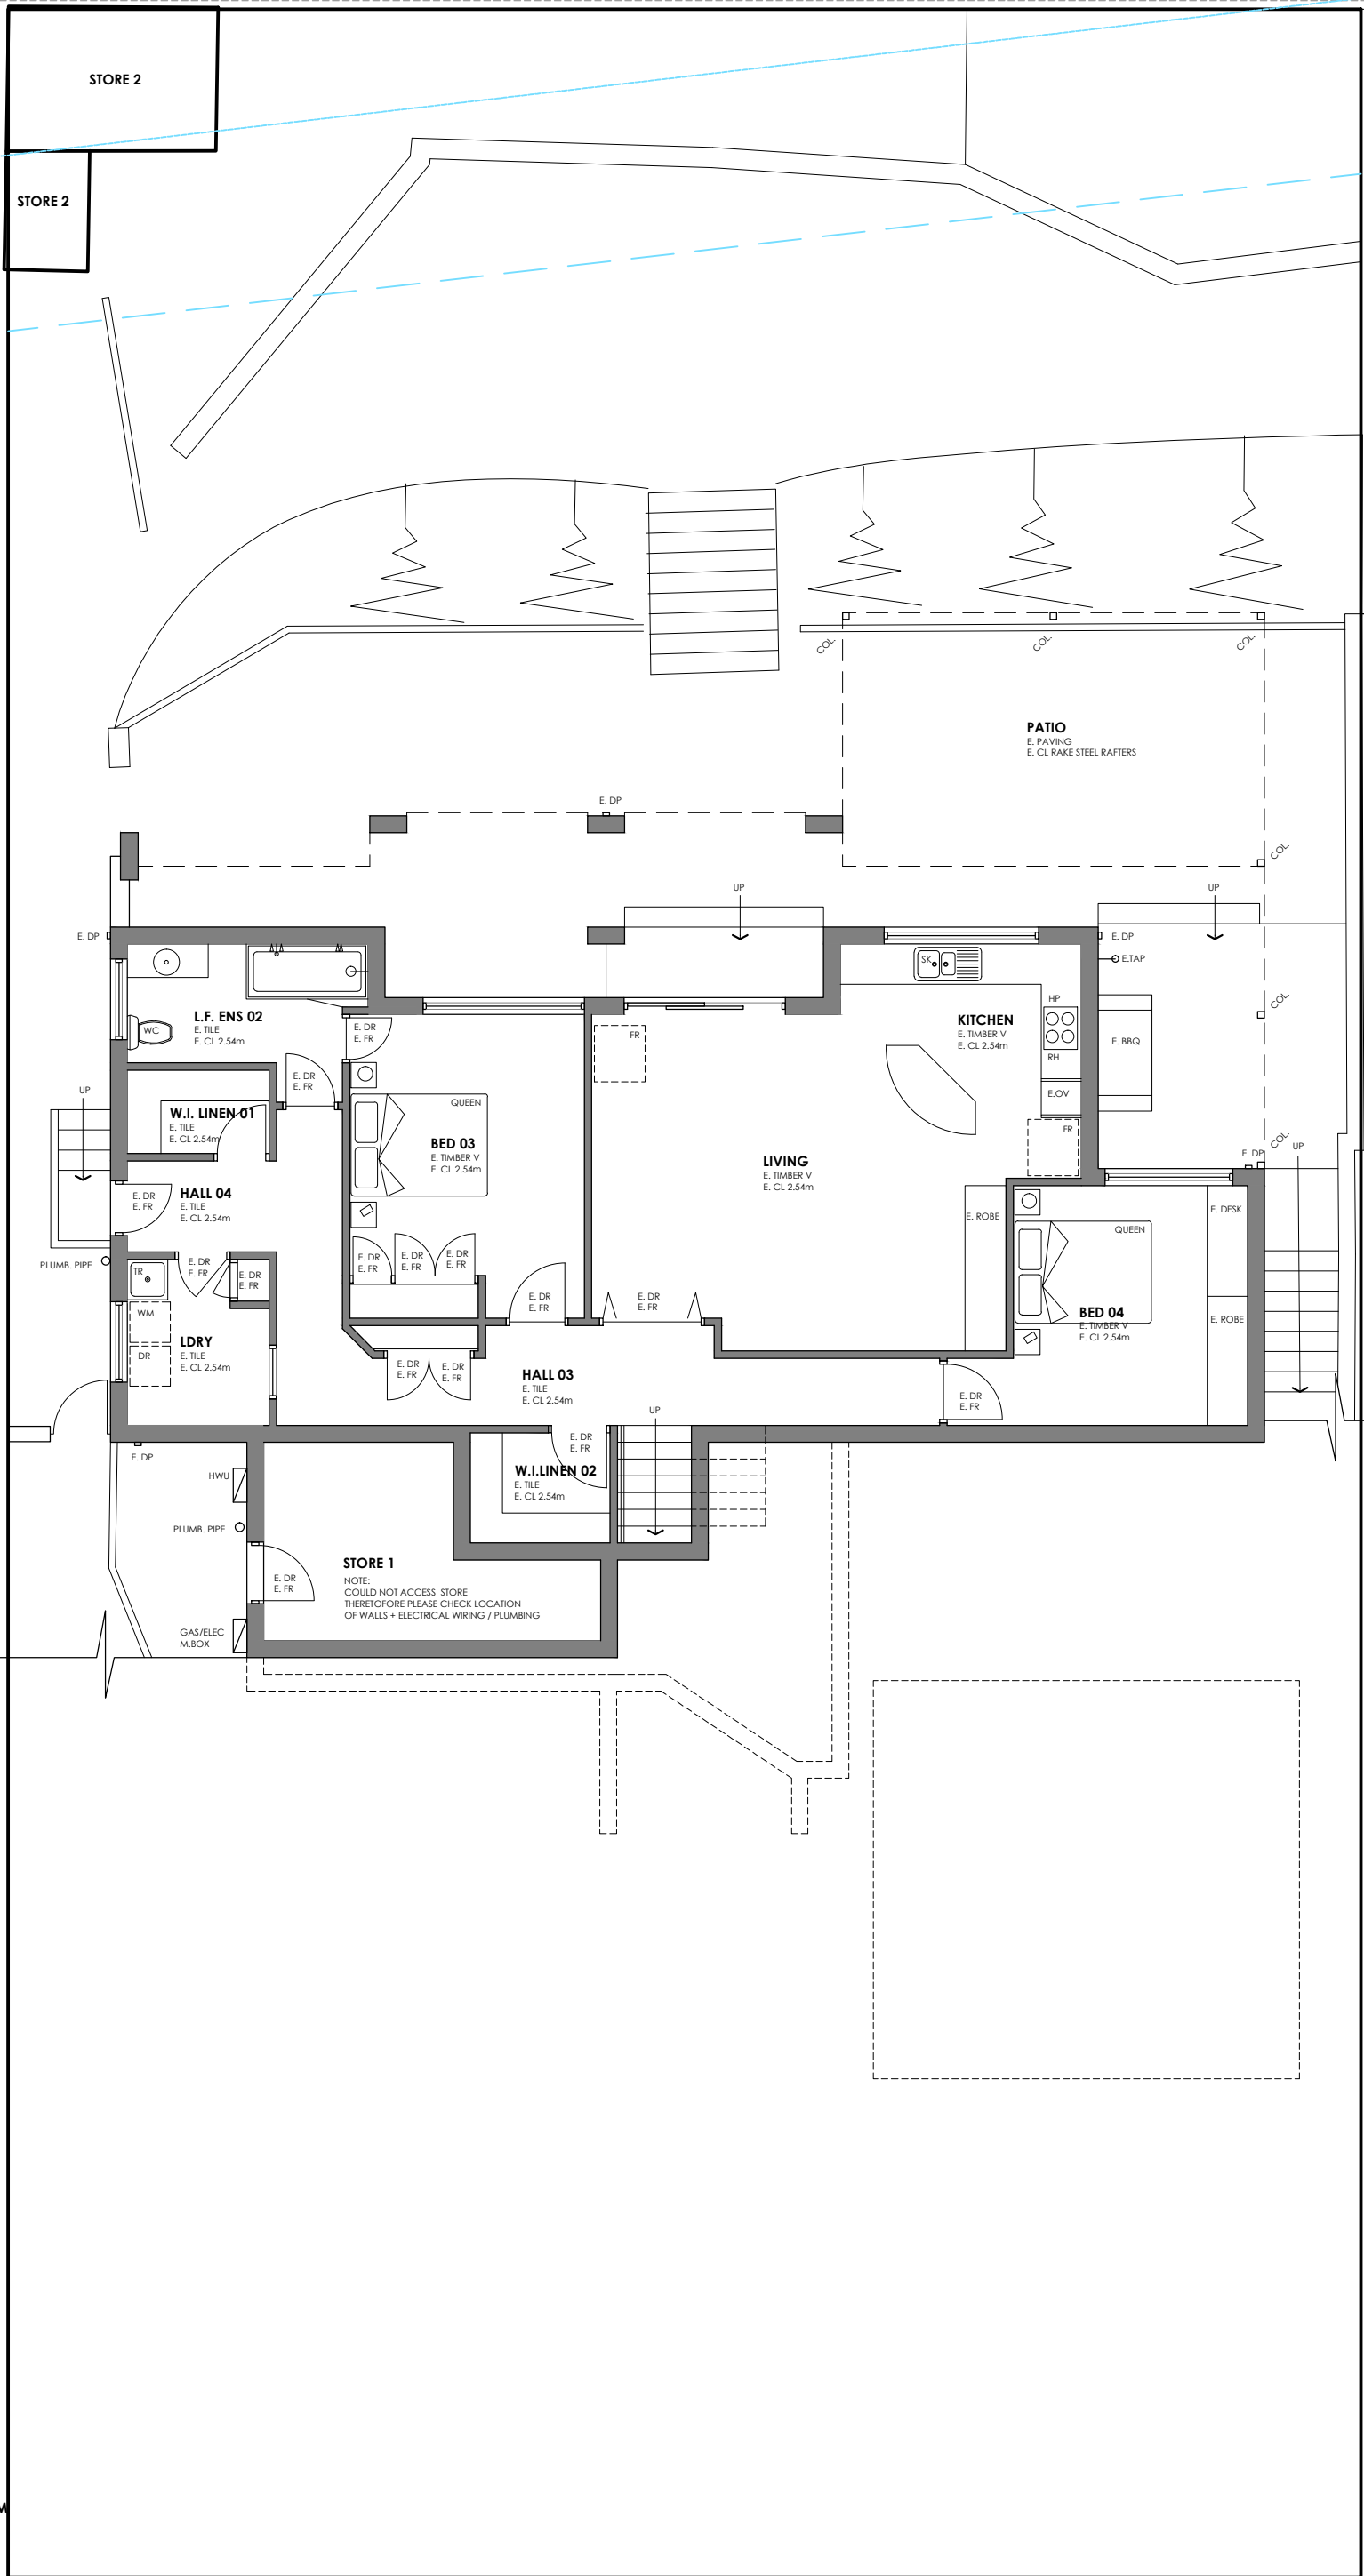 STORE 2
STORE 2
COL.
COL.
COL.
PATIO
E. PAVING
E. CL RAKE STEEL RAFTERS
E. DP
COL.
UP
UP
E. DP
E. DP
E.TAP
SK
L.F. ENS 02
E. TILE
E. CL 2.54m
WC
E. DR
E. FR
FR
KITCHEN
E. TIMBER V
E. CL 2.54m
HP
RH
E.OV
FR
COL.
E. BBQ
E. DR
E. FR
UP
W.I. LINEN 01
E. TILE
E. CL 2.54m
QUEEN
BED 03
E. TIMBER V
E. CL 2.54m
LIVING
E. TIMBER V
E. CL 2.54m
COL.
E. DP
UP
E. DR
E. FR
HALL 04
E. TILE
E. CL 2.54m
E. ROBE
E. DESK
QUEEN
PLUMB. PIPE
TR
E. DR
E. FR
E. DR
E. FR
E. DR
E. FR
E. DR
E. FR
E. DR
E. FR
WM
DR
LDRY
E. TILE
E. CL 2.54m
E. DR
E. FR
E. DR
E. FR
BED 04
E. TIMBER V
E. CL 2.54m
E. ROBE
E. DR
E. FR
E. DR
E. FR
HALL 03
E. TILE
E. CL 2.54m
E. DR
E. FR
UP
E. DP
E. DR
E. FR
HWU
W.I.LINEN 02
E. TILE
E. CL 2.54m
PLUMB. PIPE
STORE 1
NOTE:
COULD NOT ACCESS STORE
THERETOFORE PLEASE CHECK LOCATION
OF WALLS + ELECTRICAL WIRING / PLUMBING
E. DR
E. FR
GAS/ELEC
M.BOX